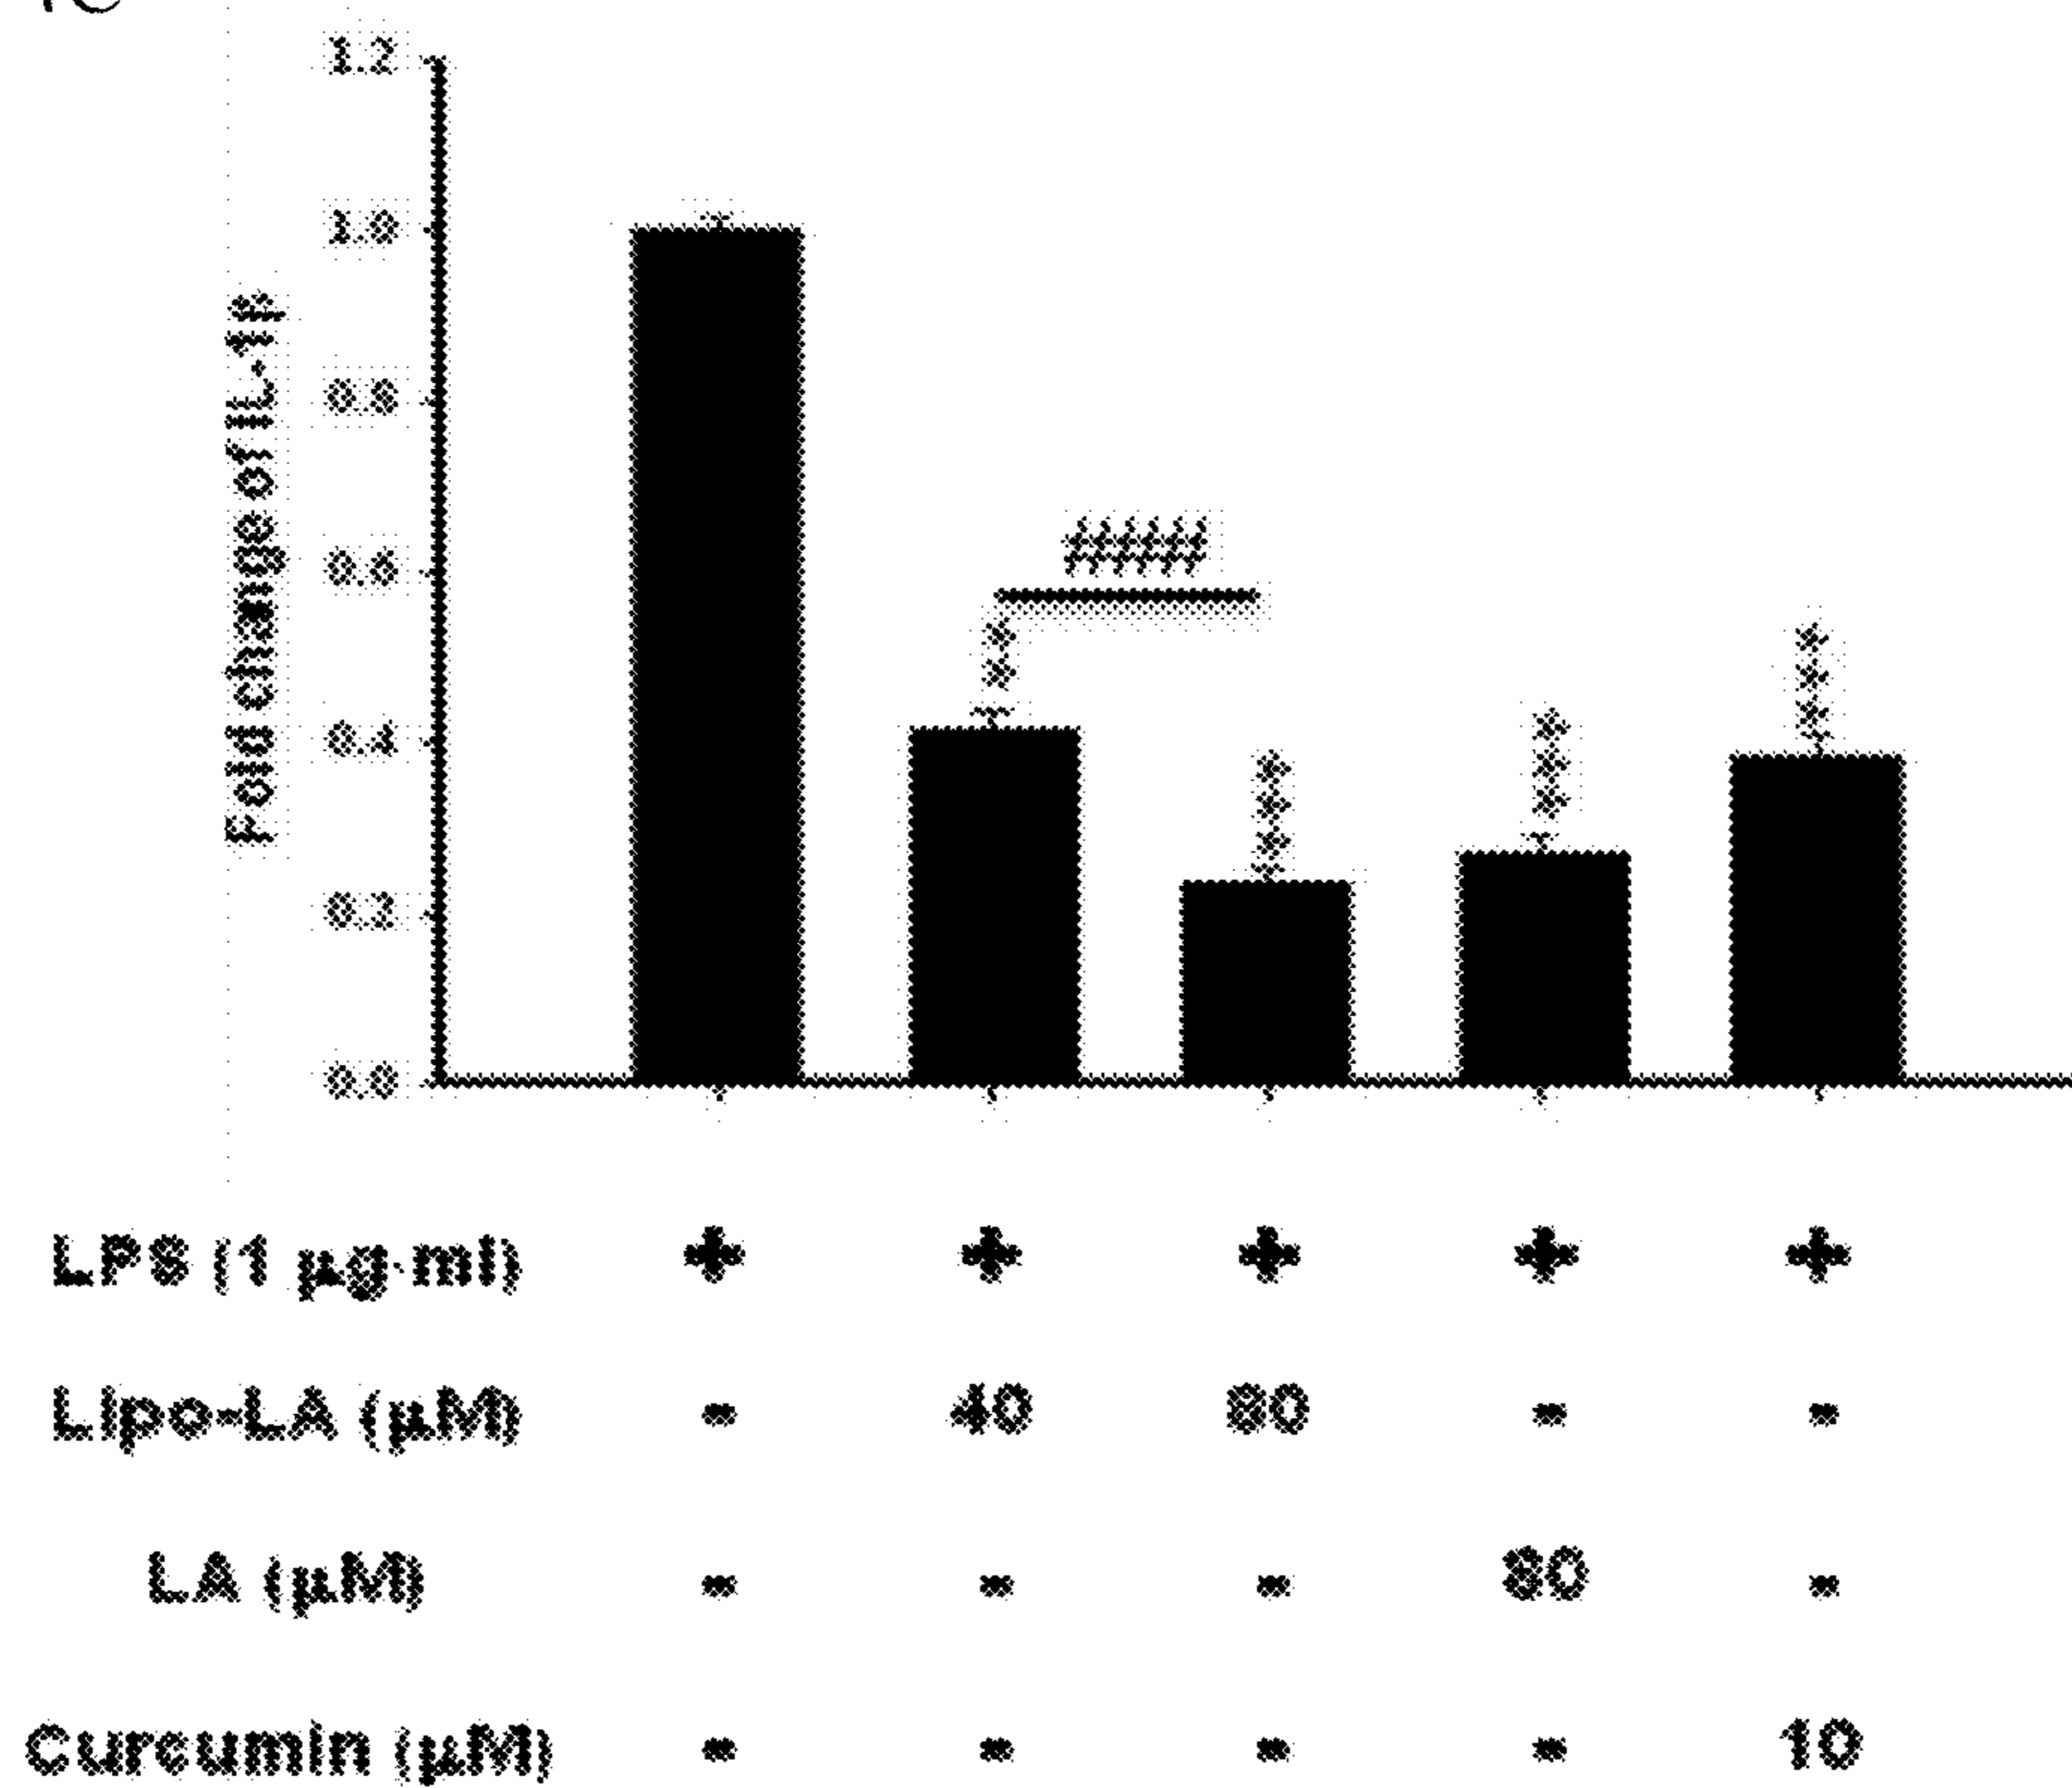 1.2
1.0
0.8
0.6
0.4
0.2
0.0
Fold change of IL-1β
###
LPS (1 μg/ml) + + + + +
Lipo-LA (μM) - 40 80 - -
LA (μM) - - - 80 -
Curcumin (μM) - - - - 10